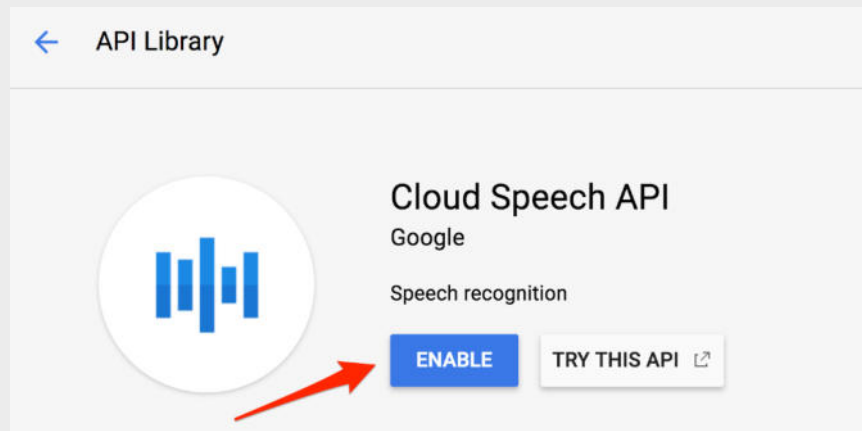 API Library
Cloud Speech API
Google
Speech recognition
ENABLE
TRY THIS API